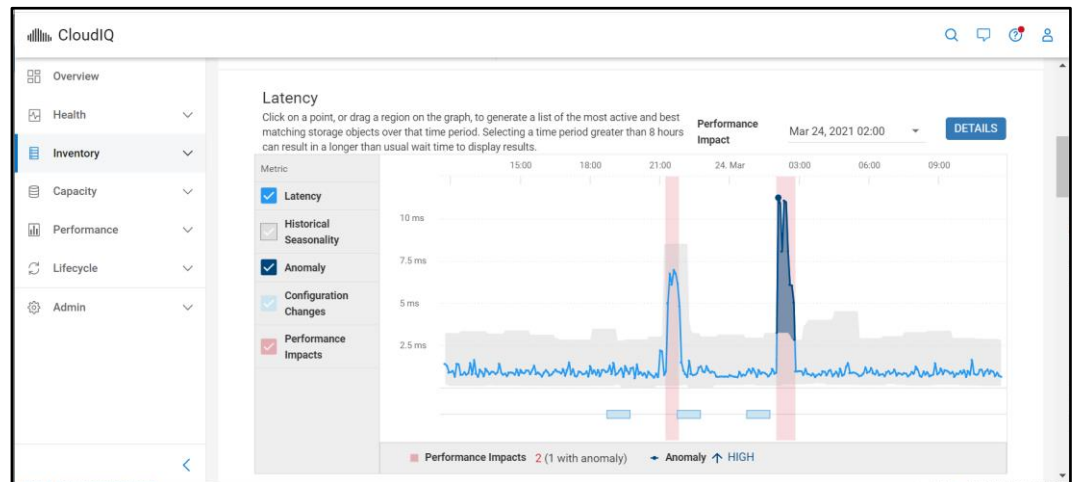 CloudIQ
Overview
Health
Inventory
Capacity
Performance
Lifecycle
Admin
Latency
Click on a point, or drag a region on the graph, to generate a list of the most active and best
matching storage objects over that time period. Selecting a time period greater than 8 hours
can result in a longer than usual wait time to display results.
Performance
Impact
Mar 24, 2021 02:00
DETAILS
Metric
15:00 18:00 21:00 24. Mar 03:00 06:00 09:00
Latency
Historical
Seasonality
Anomaly
Configuration
Changes
Performance
Impacts
10 ms
7.5 ms
5 ms
2.5 ms
Performance Impacts 2 (1 with anomaly) Anomaly ↑ HIGH